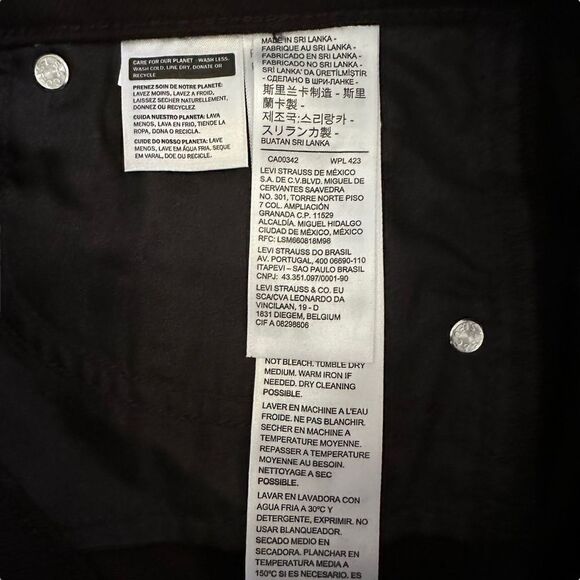 CARE FOR OUR PLANET - WASH LESS,
WASH COLD, LINE DRY, DONATE OR
RECYCLE
PRENEZ SOIN DE NOTRE PLANÈTE:
LAVEZ MOINS, LAVEZ A FROID,
LAISSEZ SÉCHER NATURELLEMENT,
DONNEZ OU RECYCLEZ
CUIDA NUESTRO PLANETA: LAVA
MENOS, LAVA EN FRIO, TIENDE LA
ROPA, DONA O RECICLA.
CUIDE DO NOSSO PLANETA: LAVE
MENOS, LAVE EM ÁGUA FRIA, SEQUE
EM VARAL, DOE OU RECICLE.
MADE IN SRI LANKA -
FABRIQUE AU SRI LANKA -
FABRICADO EN SRI LANKA -
FABRICADO NO SRI LANKA -
SRİ LANKA' DA ÜRETİLMİŞTİR
- СДЕЛАНО В ШРИ-ЛАНКЕ -
斯里兰卡制造 - 斯里
蘭卡製 -
제조국:스리랑카 -
スリランカ製 -
BUATAN SRI LANKA
CA00342 WPL 423
LEVI STRAUSS DE MÉXICO
S.A. DE C.V.BLVD. MIGUEL DE
CERVANTES SAAVEDRA
NO. 301, TORRE NORTE PISO
7 COL. AMPLIACIÓN
GRANADA C.P. 11529
ALCALDÍA. MIGUEL HIDALGO
CIUDAD DE MÉXICO, MÉXICO
RFC: LSM660818M96
LEVI STRAUSS DO BRASIL
AV. PORTUGAL, 400 06690-110
ITAPEVI – SAO PAULO BRASIL
CNPJ: 43.351.097/0001-90
LEVI STRAUSS & CO. EU
SCA/CVA LEONARDO DA
VINCILAAN, 19 - D
1831 DIEGEM, BELGIUM
CIF A 08298606
NOT BLEACH. TUMBLE DRY
MEDIUM. WARM IRON IF
NEEDED. DRY CLEANING
POSSIBLE.
LAVER EN MACHINE A L'EAU
FROIDE. NE PAS BLANCHIR.
SECHER EN MACHINE A
TEMPERATURE MOYENNE.
REPASSER A TEMPERATURE
MOYENNE AU BESOIN.
NETTOYAGE A SEC
POSSIBLE.
LAVAR EN LAVADORA CON
AGUA FRIA A 30ºC Y
DETERGENTE, EXPRIMIR. NO
USAR BLANQUEADOR.
SECADO MEDIO EN
SECADORA. PLANCHAR EN
TEMPERATURA MEDIA A
150ºC SI ES NECESARIO. ES